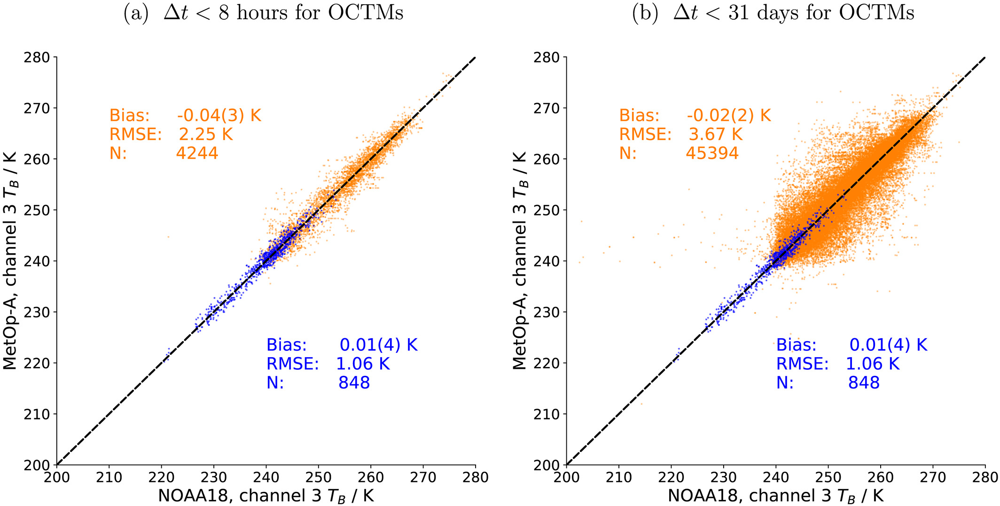 (a) Δt < 8 hours for OCTMs
280
270
260
250
240
230
220
210
200
200 210 220 230 240 250 260 270 280
MetOp-A, channel 3 T_B / K
NOAA18, channel 3 T_B / K
Bias: -0.04(3) K
RMSE: 2.25 K
N: 4244
Bias: 0.01(4) K
RMSE: 1.06 K
N: 848
(b) Δt < 31 days for OCTMs
280
270
260
250
240
230
220
210
200
200 210 220 230 240 250 260 270 280
MetOp-A, channel 3 T_B / K
NOAA18, channel 3 T_B / K
Bias: -0.02(2) K
RMSE: 3.67 K
N: 45394
Bias: 0.01(4) K
RMSE: 1.06 K
N: 848